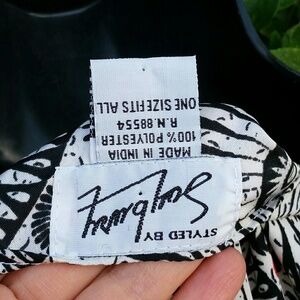 STYLED BY
MADE IN INDIA
100% POLYESTER
R.N. 88554
ONE SIZE FITS ALL